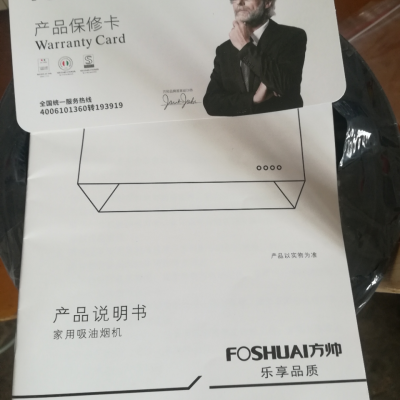 产品保修卡
Warranty Card
全国统一服务热线
4006101360转193919
产品以实物为准
产品说明书
家用吸油烟机
FOSHUAI方帅
乐享品质